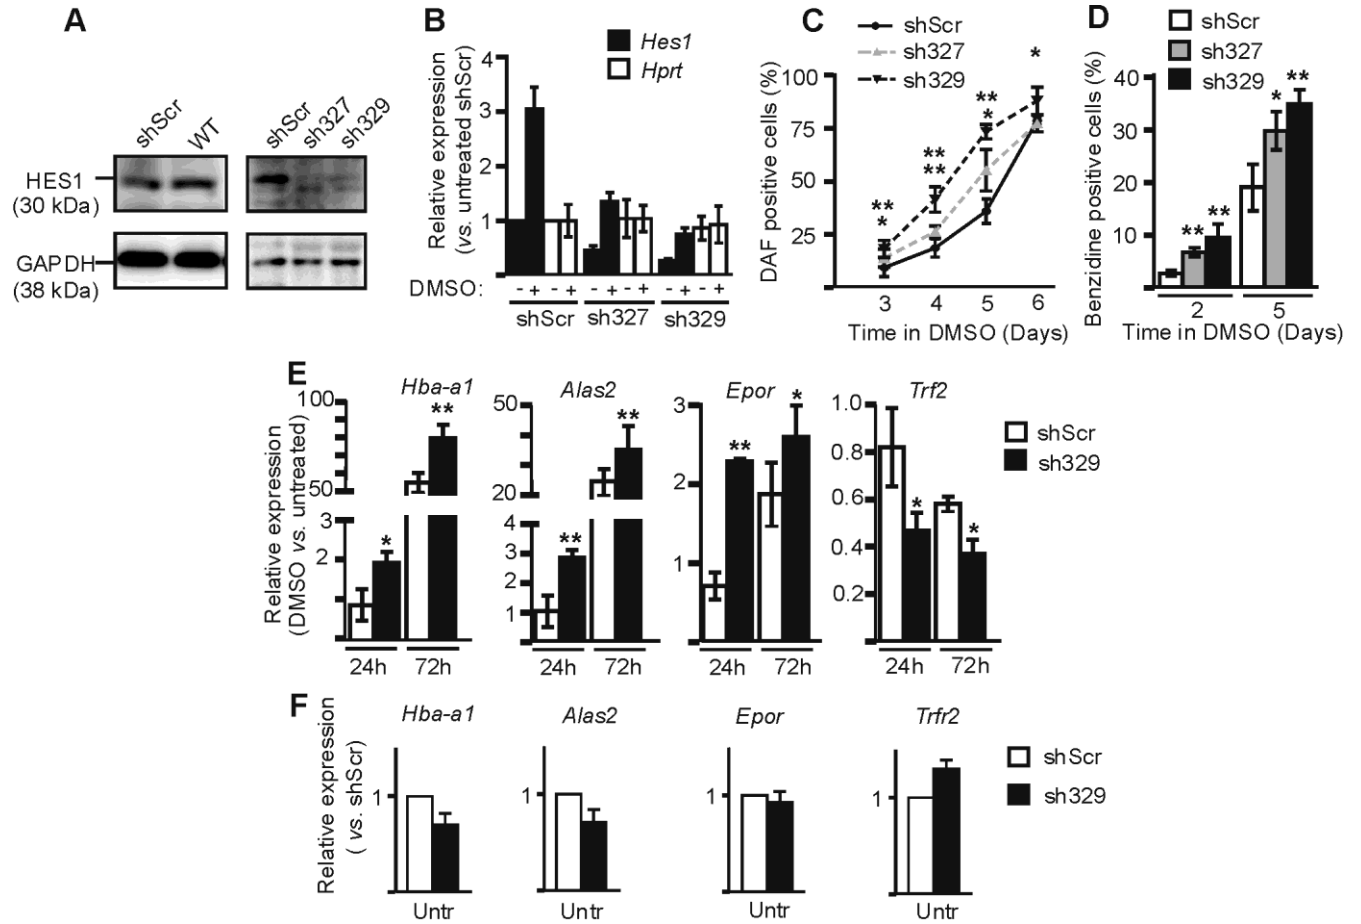 A
shScr
WT
shScr
sh327
sh329
HES1
(30 kDa)
GAPDH
(38 kDa)
B
Hes1
Hprt
Relative expression
(vs. untreated shScr)
4
3
2
1
DMSO: - + - + - + - + - + - +
shScr sh327 sh329
C
shScr
sh327
sh329
DAF positive cells (%)
100
75
50
25
**
*
**
**
**
*
*
3 4 5 6
Time in DMSO (Days)
D
shScr
sh327
sh329
Benzidine positive cells (%)
40
30
20
10
** ** * **
2 5
Time in DMSO (Days)
E
Relative expression
(DMSO vs. untreated)
Hba-a1
100
50
3
2
* **
24h 72h
Alas2
50
20
4
3
2
1
** **
24h 72h
Epor
3
2
1
** *
24h 72h
Trf2
1.0
0.8
0.6
0.4
0.2
* *
24h 72h
shScr
sh329
F
Relative expression
( vs. shScr)
Hba-a1
1
Untr
Alas2
1
Untr
Epor
1
Untr
Trfr2
1
Untr
shScr
sh329